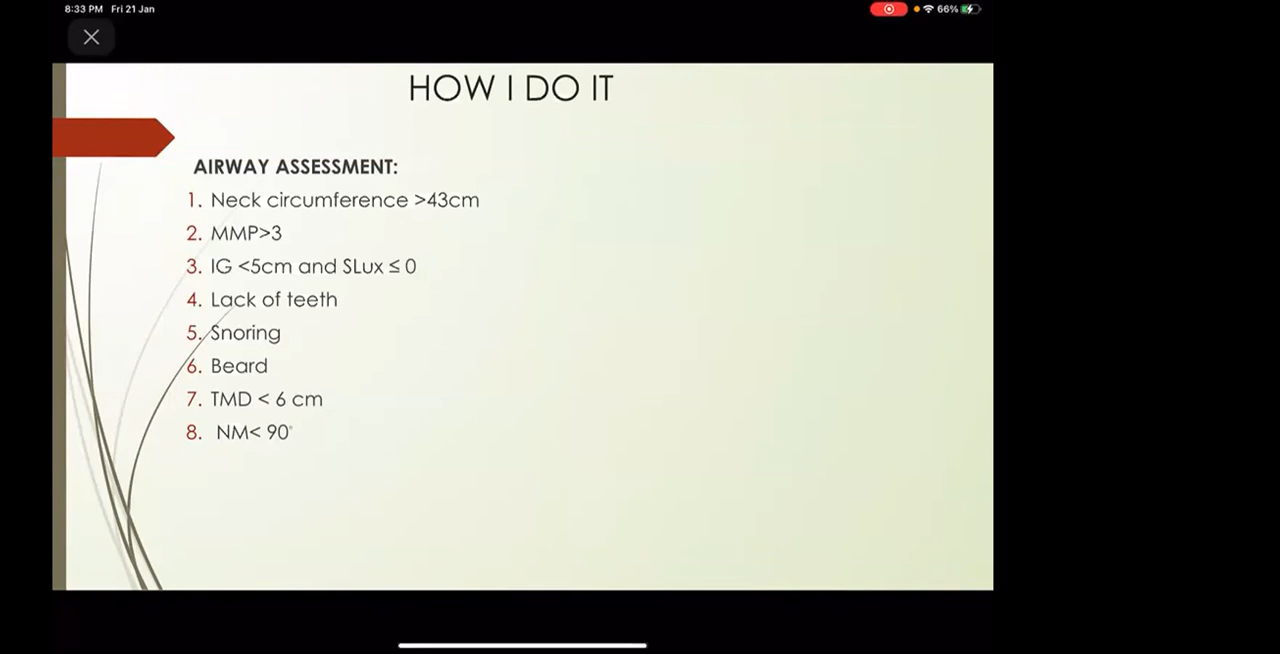 8:33 PM Fri 21 Jan
66%
HOW I DO IT
AIRWAY ASSESSMENT:
1. Neck circumference >43cm
2. MMP>3
3. IG <5cm and SLux ≤ 0
4. Lack of teeth
5. Snoring
6. Beard
7. TMD < 6 cm
8. NM< 90°